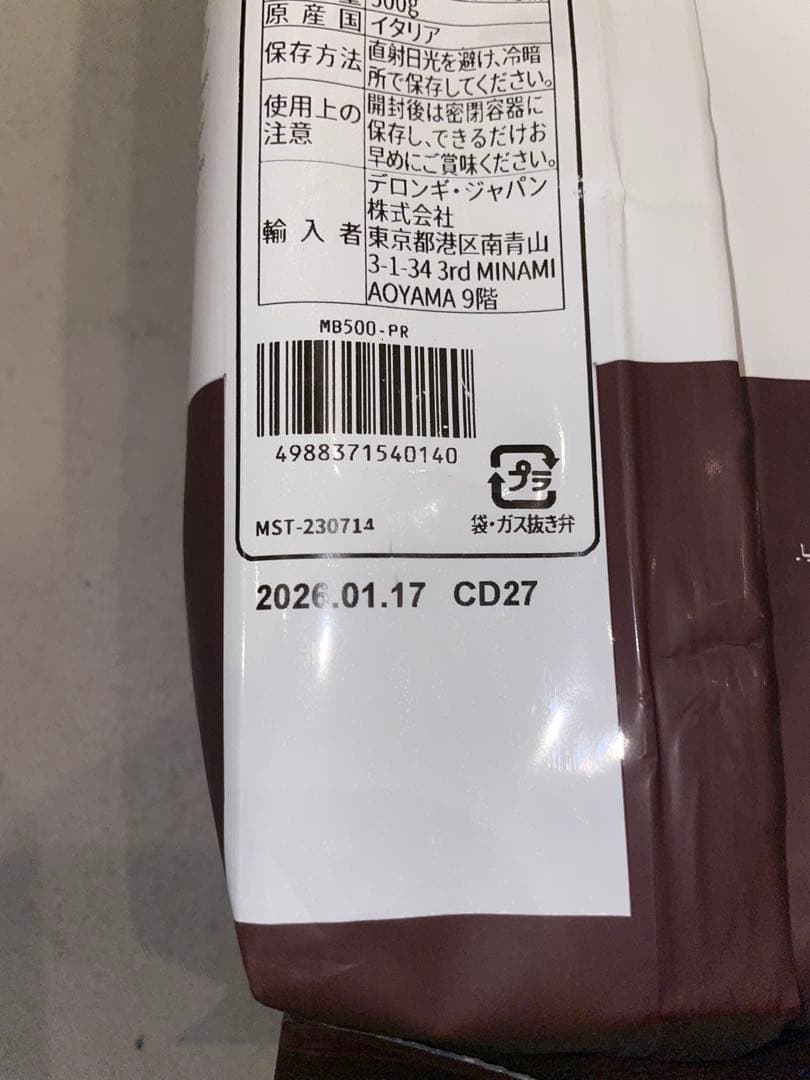 500g
原産国 イタリア
保存方法 直射日光を避け、冷暗
所で保存してください。
使用上の 開封後は密閉容器に
注意 保存し、できるだけお
早めにご賞味ください。
デロンギ・ジャパン
株式会社
輸入者 東京都港区南青山
3-1-34 3rd MINAMI
AOYAMA 9階
MB500-PR
4988371540140
プラ
MST-230714
袋・ガス抜き弁
2026.01.17 CD27